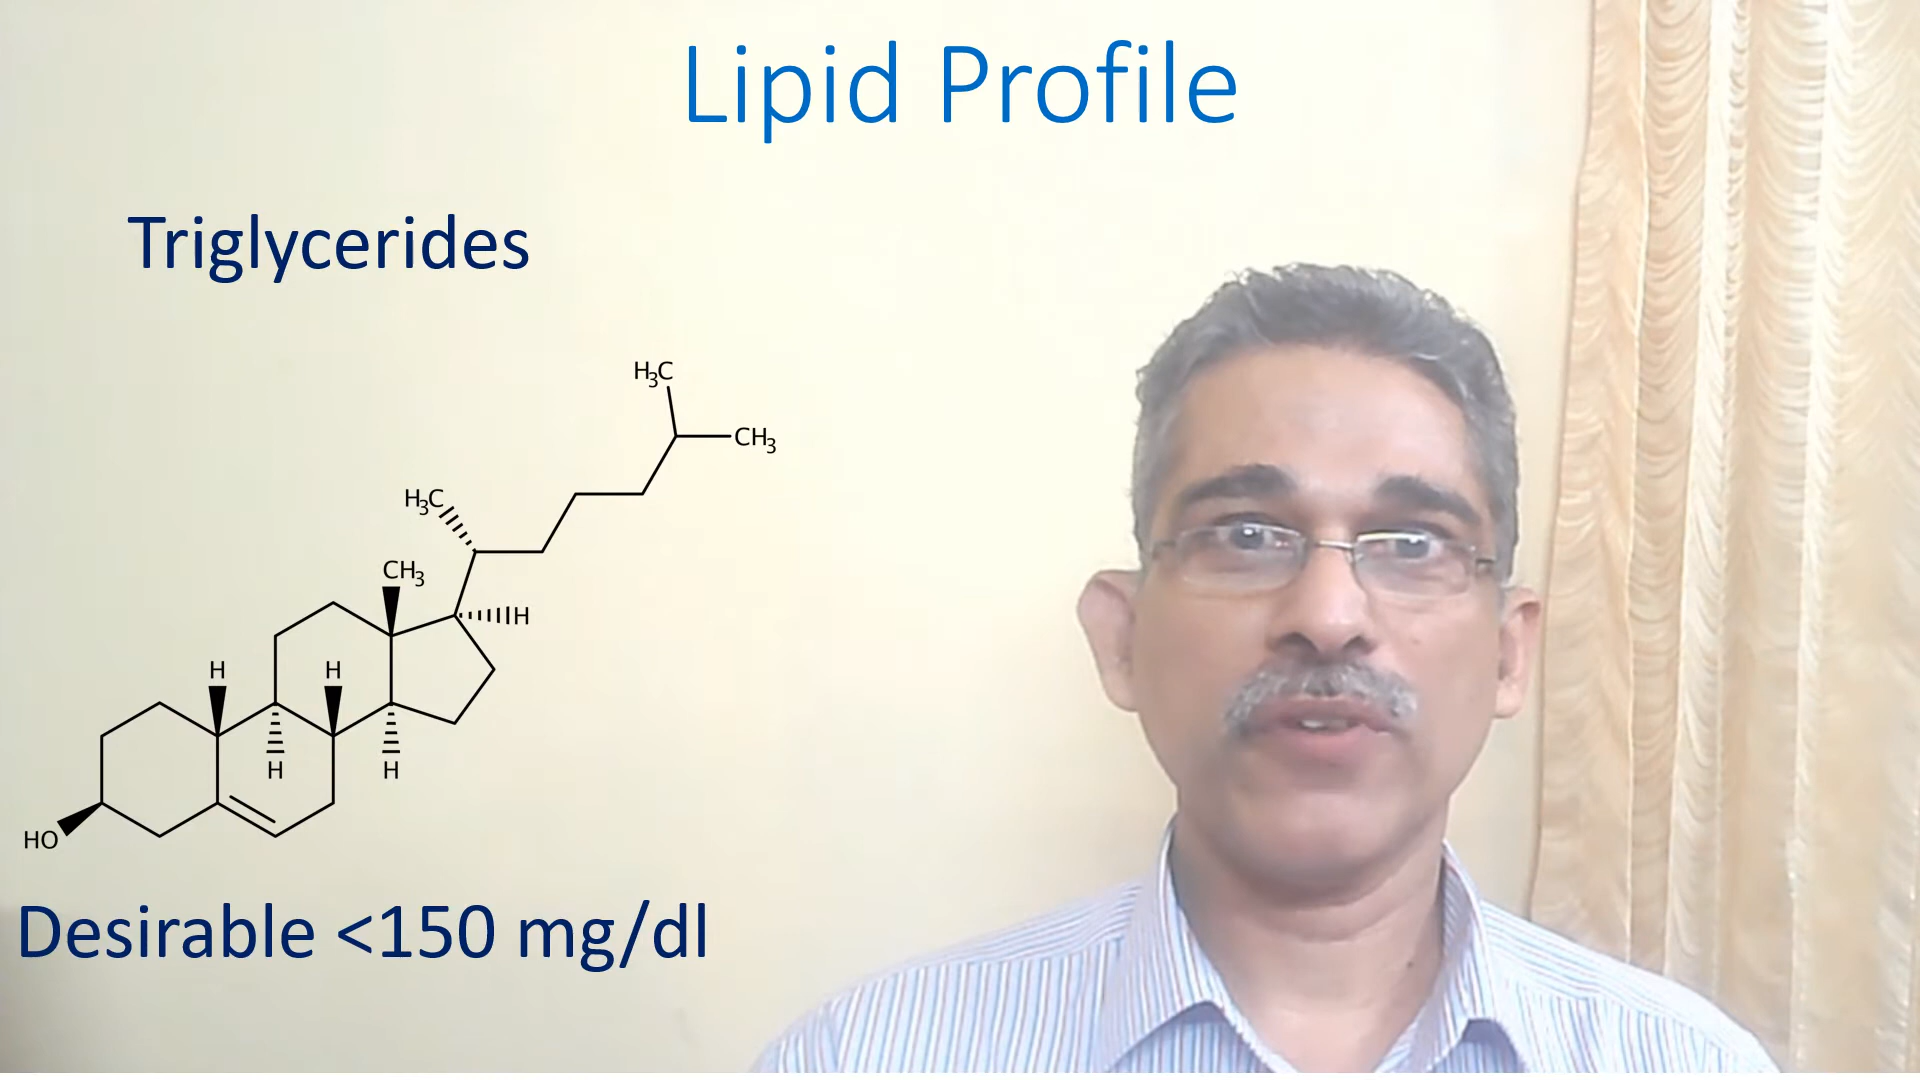 Lipid Profile
Triglycerides
H3C
CH3
H3C
CH3
H
H
H
H
H
HO
Desirable <150 mg/dl